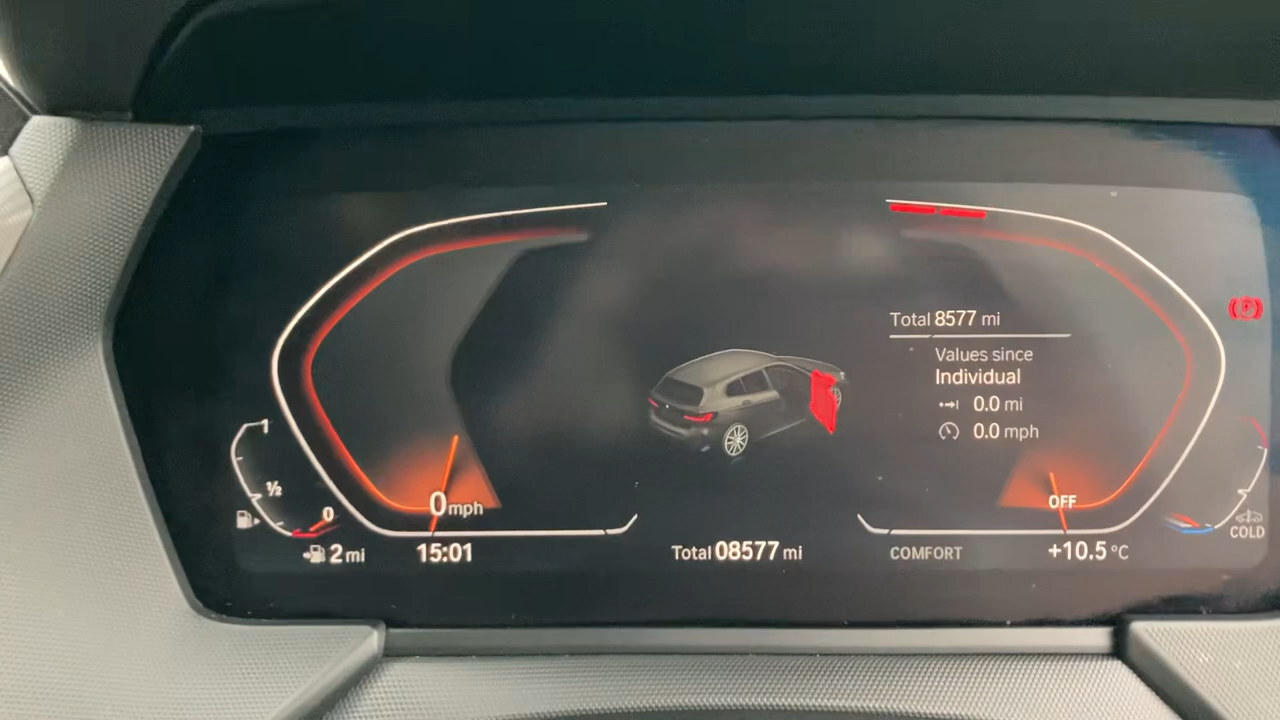 Total 8577 mi
Values since
Individual
0.0 mi
0.0 mph
1
½
0
0 mph
OFF
COLD
2 mi
15:01
Total 08577 mi
COMFORT
+10.5 °C